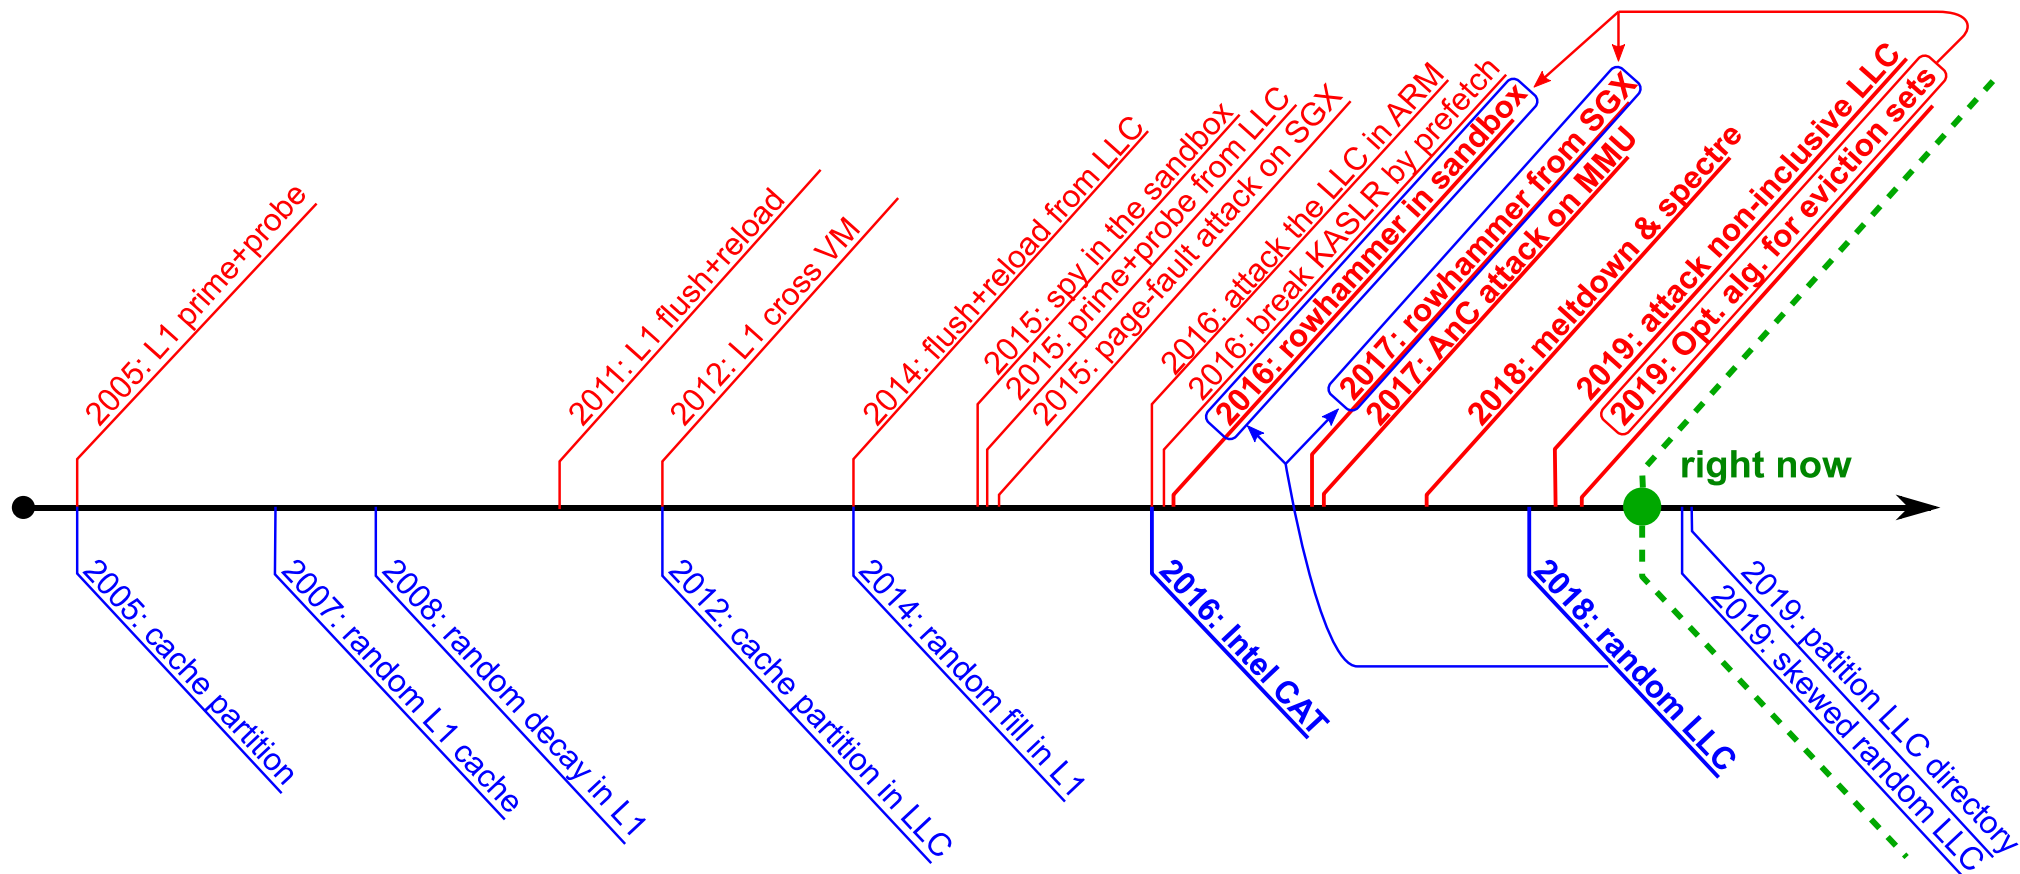 2005: L1 prime+probe
2011: L1 flush+reload
2012: L1 cross VM
2014: flush+reload from LLC
2015: spy in the sandbox
2015: prime+probe from LLC
2015: page-fault attack on SGX
2016: attack the LLC in ARM
2016: break KASLR by prefetch
2016: rowhammer in sandbox
2017: rowhammer from SGX
2017: AnC attack on MMU
2018: meltdown & spectre
2019: attack non-inclusive LLC
2019: Opt. alg. for eviction sets
right now
2005: cache partition
2007: random L1 cache
2008: random decay in L1
2012: cache partition in LLC
2014: random fill in L1
2016: Intel CAT
2018: random LLC
2019: patition LLC directory
2019: skewed random LLC